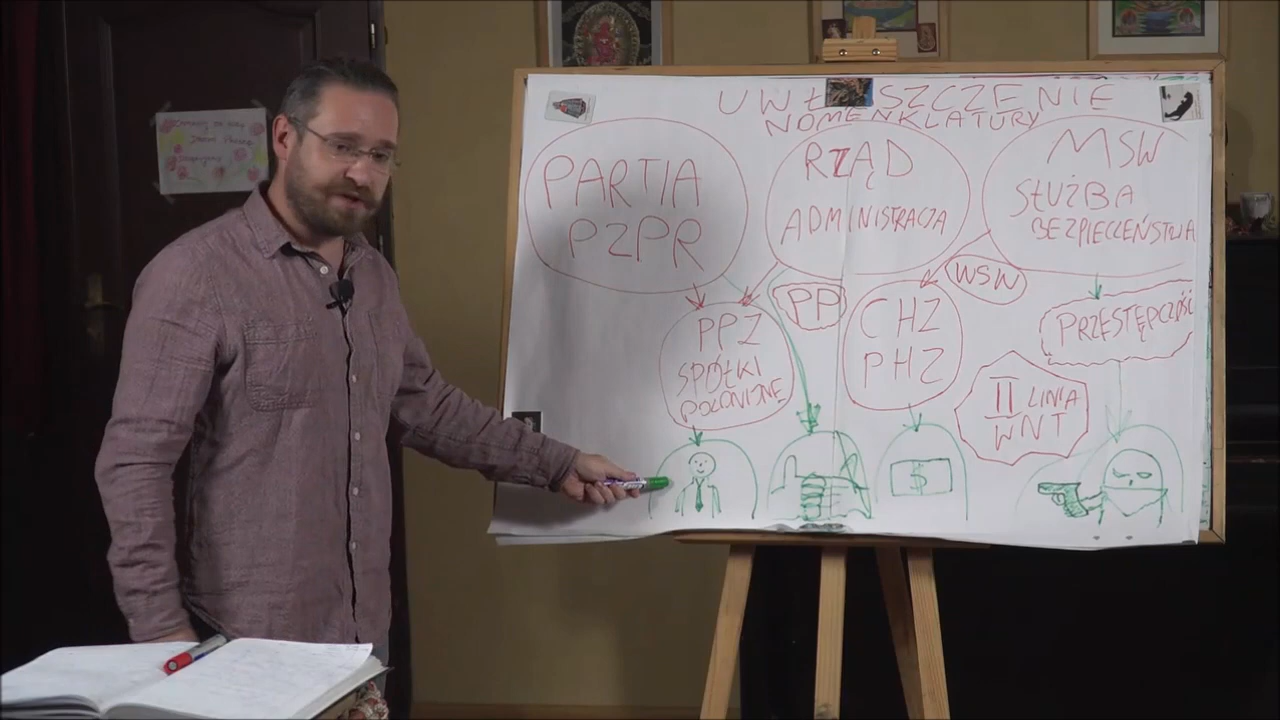 UWŁASZCZENIE
NOMENKLATURY
PARTIA
PZPR
RZĄD
ADMINISTRACJA
MSW
SŁUŻBA
BEZPIECZEŃSTWA
WSW
PP
PPZ
SPÓŁKI
POLONIJNE
CHZ
PHZ
PRZESTĘPCZOŚĆ
II LINIA
WNT
$